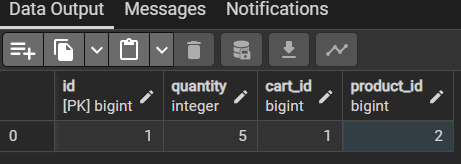 Data Output Messages Notifications
id quantity cart_id product_id
[PK] bigint integer bigint bigint
0 1 5 1 2